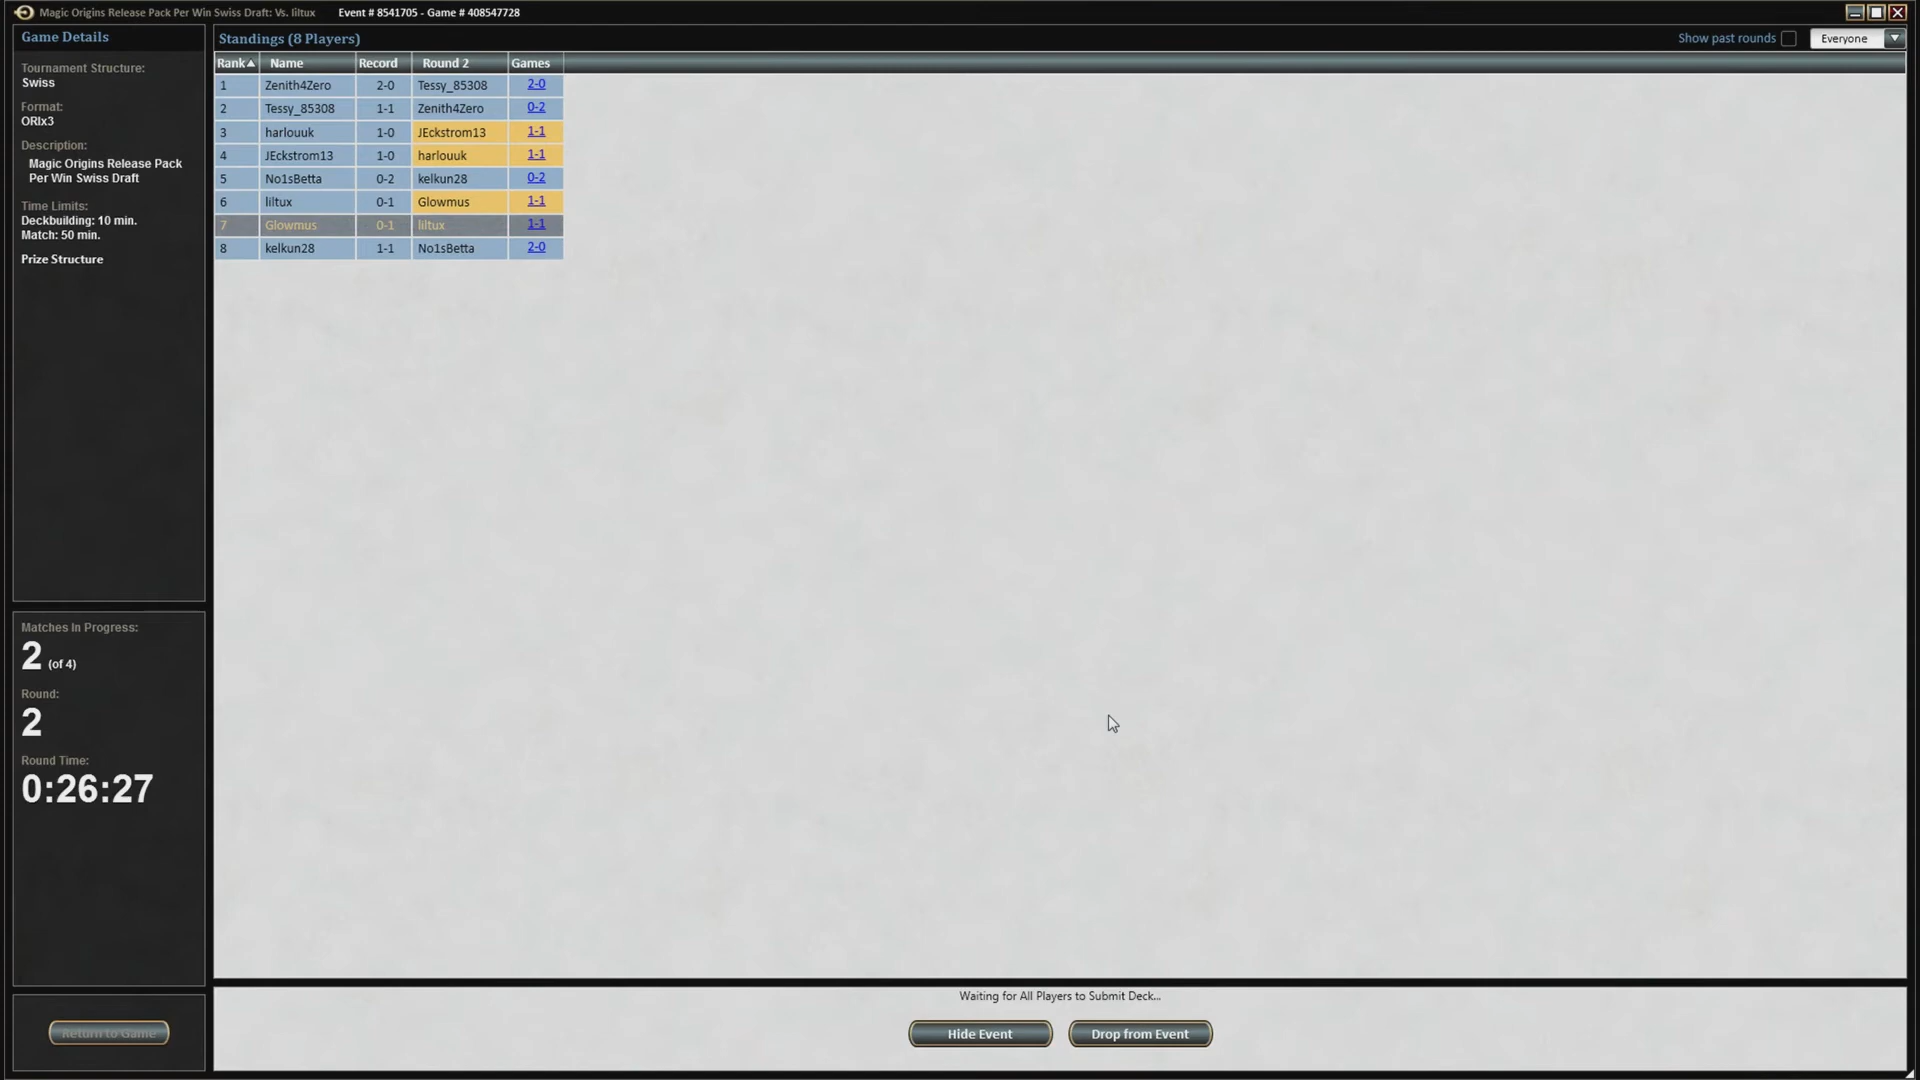 Magic Origins Release Pack Per Win Swiss Draft: Vs. liltux Event # 8541705 - Game # 408547728
Game Details
Tournament Structure:
Swiss
Format:
ORIx3
Description:
Magic Origins Release Pack
Per Win Swiss Draft
Time Limits:
Deckbuilding: 10 min.
Match: 50 min.
Prize Structure
Standings (8 Players)
Show past rounds Everyone
Rank Name Record Round 2 Games
1 Zenith4Zero 2-0 Tessy_85308 2-0
2 Tessy_85308 1-1 Zenith4Zero 0-2
3 harlouuk 1-0 JEckstrom13 1-1
4 JEckstrom13 1-0 harlouuk 1-1
5 No1sBetta 0-2 kelkun28 0-2
6 liltux 0-1 Glowmus 1-1
7 Glowmus 0-1 liltux 1-1
8 kelkun28 1-1 No1sBetta 2-0
Matches In Progress:
2 (of 4)
Round:
2
Round Time:
0:26:27
Return to Game
Waiting for All Players to Submit Deck...
Hide Event Drop from Event